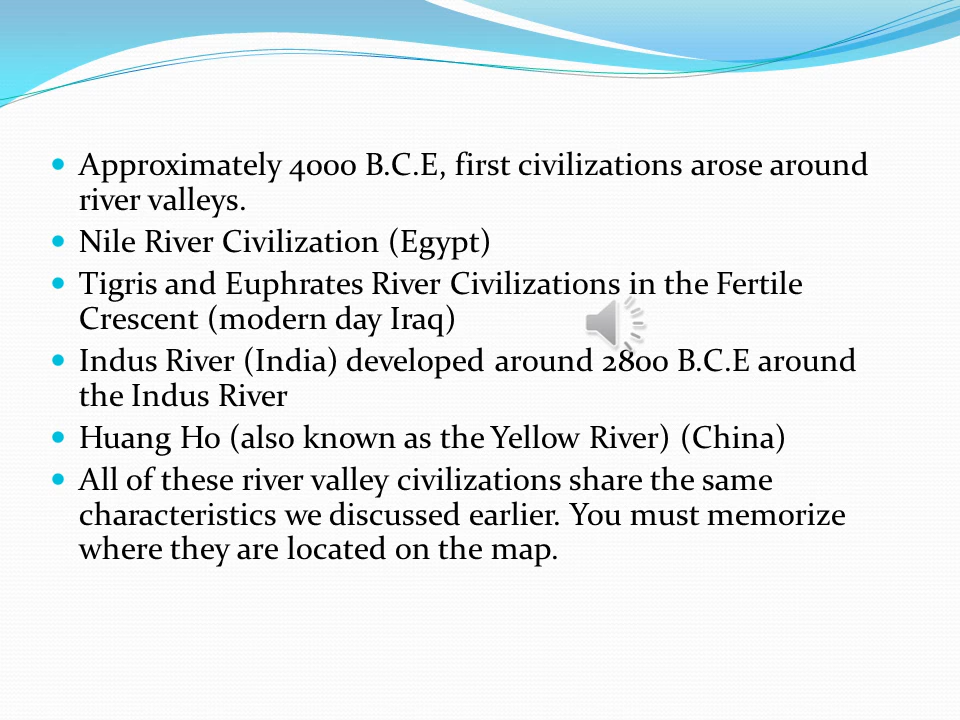 Approximately 4000 B.C.E, first civilizations arose around
river valleys.
Nile River Civilization (Egypt)
Tigris and Euphrates River Civilizations in the Fertile
Crescent (modern day Iraq)
Indus River (India) developed around 2800 B.C.E around
the Indus River
Huang Ho (also known as the Yellow River) (China)
All of these river valley civilizations share the same
characteristics we discussed earlier. You must memorize
where they are located on the map.